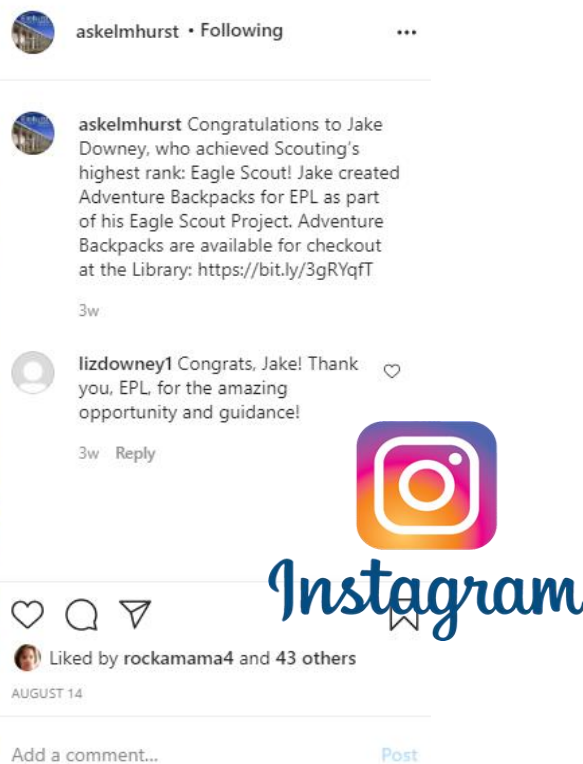 askelmhurst • Following
askelmhurst Congratulations to Jake
Downey, who achieved Scouting's
highest rank: Eagle Scout! Jake created
Adventure Backpacks for EPL as part
of his Eagle Scout Project. Adventure
Backpacks are available for checkout
at the Library: https://bit.ly/3gRYqfT
3w
lizdowney1 Congrats, Jake! Thank
you, EPL, for the amazing
opportunity and guidance!
3w Reply
Instagram
Liked by rockamama4 and 43 others
AUGUST 14
Add a comment... Post